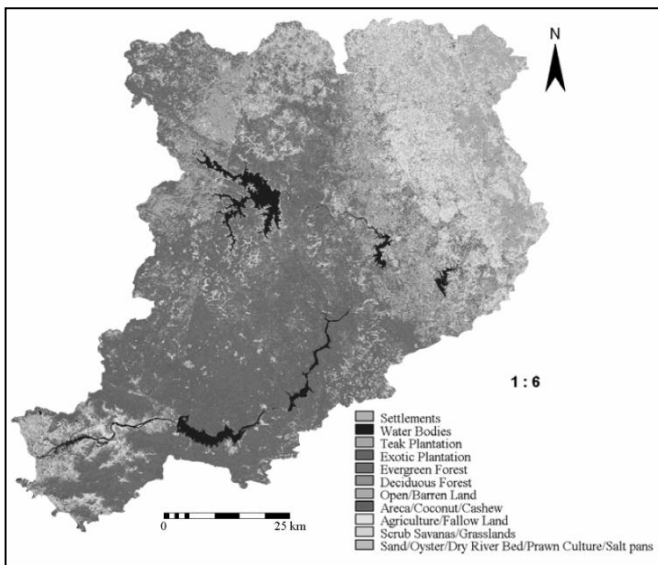 N
1 : 6
Settlements
Water Bodies
Teak Plantation
Exotic Plantation
Evergreen Forest
Deciduous Forest
Open/Barren Land
Areca/Coconut/Cashew
Agriculture/Fallow Land
Scrub Savanas/Grasslands
Sand/Oyster/Dry River Bed/Prawn Culture/Salt pans
0 25 km